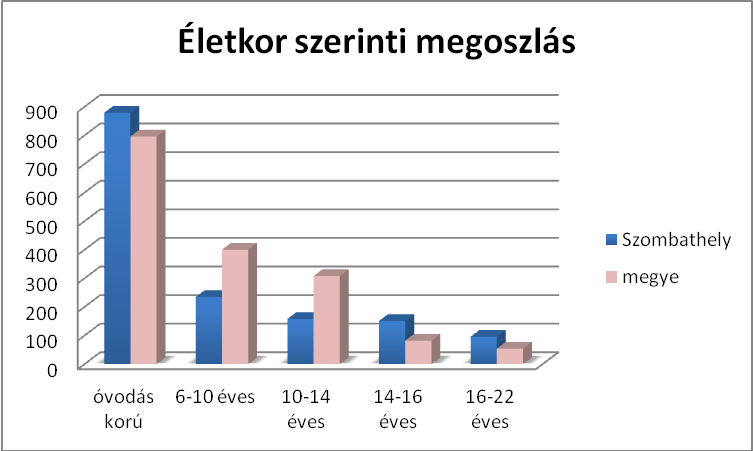 Életkor szerinti megoszlás
900
800
700
600
500
400
300
200
100
0
óvodás korú
6-10 éves
10-14 éves
14-16 éves
16-22 éves
Szombathely
megye